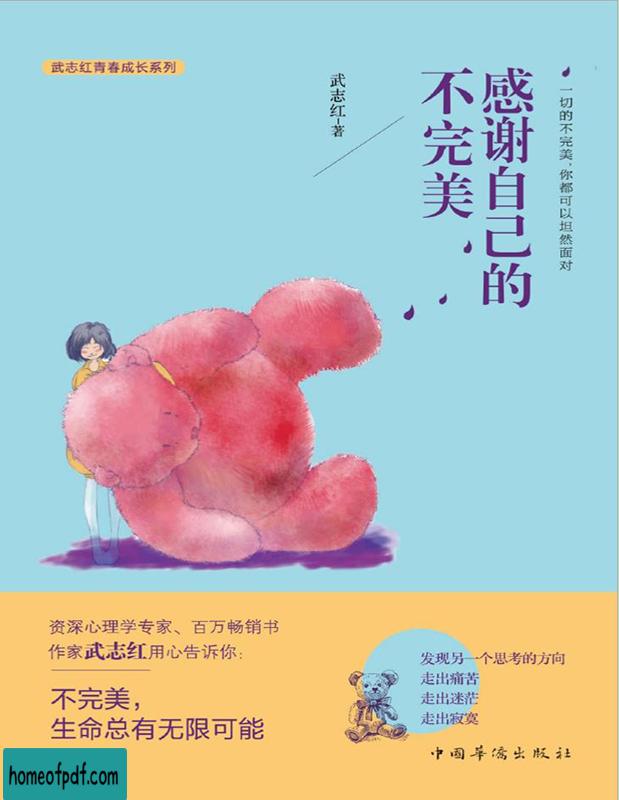 武志红青春成长系列
一切的不完美，你都可以坦然面对
感谢自己的
不完美
武志红-著
资深心理学专家、百万畅销书
作家武志红用心告诉你：
不完美，
生命总有无限可能
发现另一个思考的方向
走出痛苦
走出迷茫
走出寂寞
中国华侨出版社
homeofpdf.com